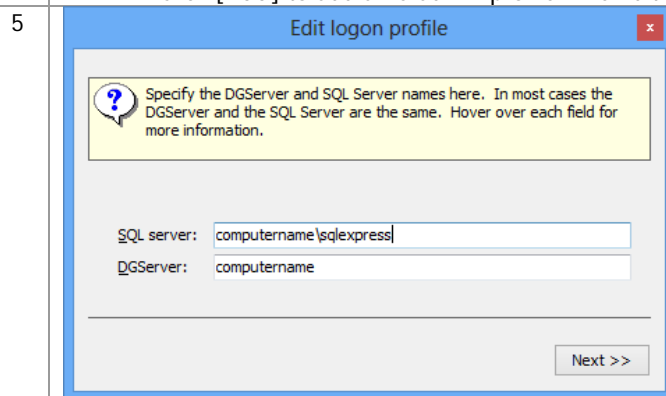 5
Edit logon profile
x
?
Specify the DGServer and SQL Server names here. In most cases the
DGServer and the SQL Server are the same. Hover over each field for
more information.
SQL server: computername\sqlexpress
DGServer: computername
Next >>